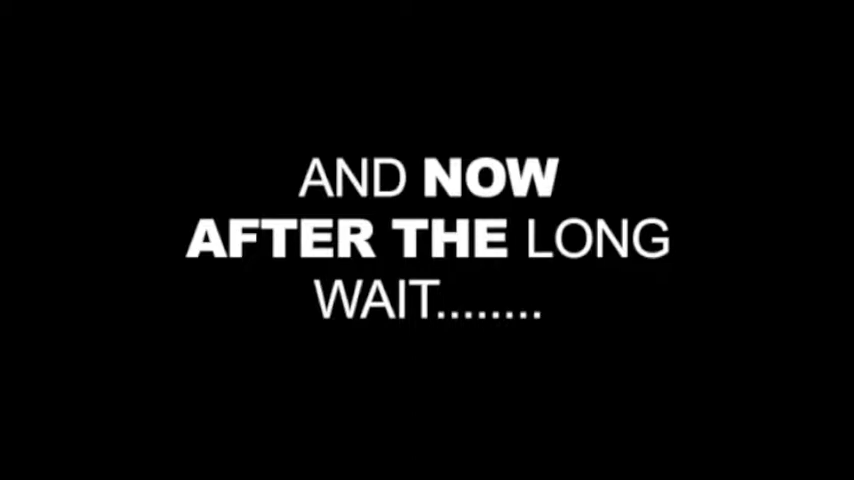 AND NOW
AFTER THE LONG
WAIT........